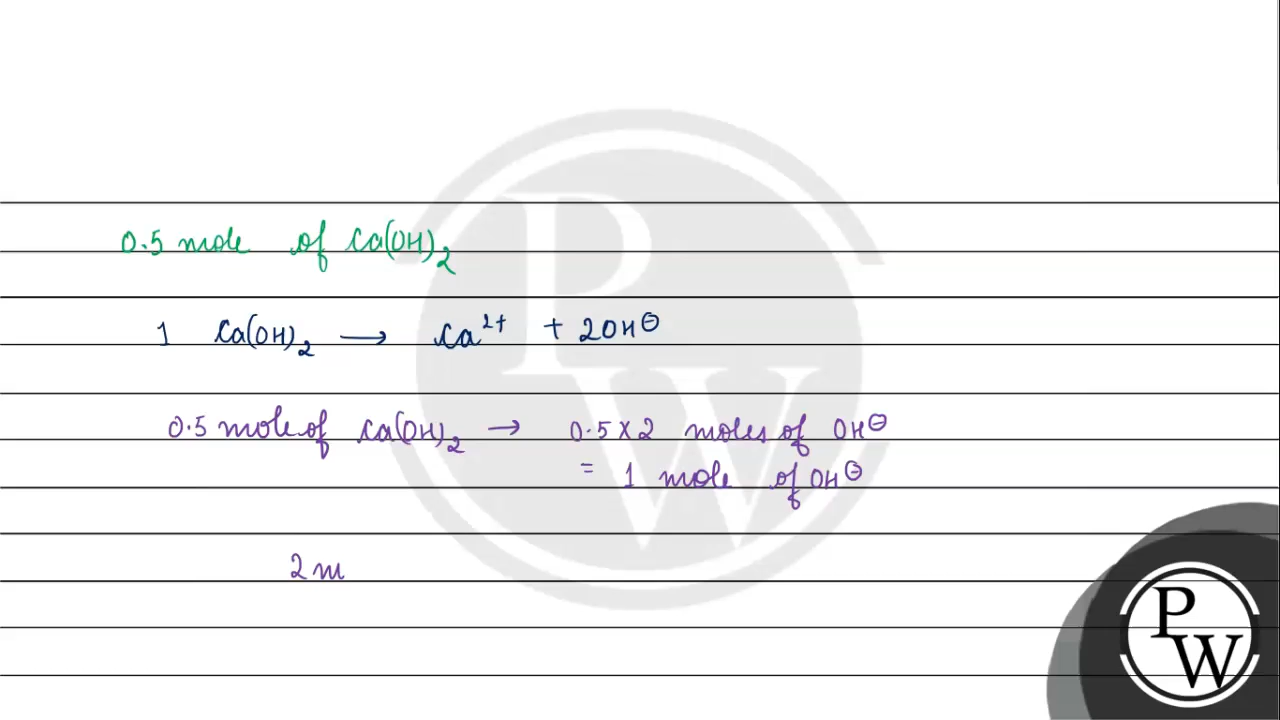 0.5 mole of Ca(OH)₂
1 Ca(OH)₂ ⟶ Ca²⁺ + 2OH⊖
0.5 mole of Ca(OH)₂ → 0.5×2 moles of OH⊖
= 1 mole of OH⊖
2 m
P
W
P
W